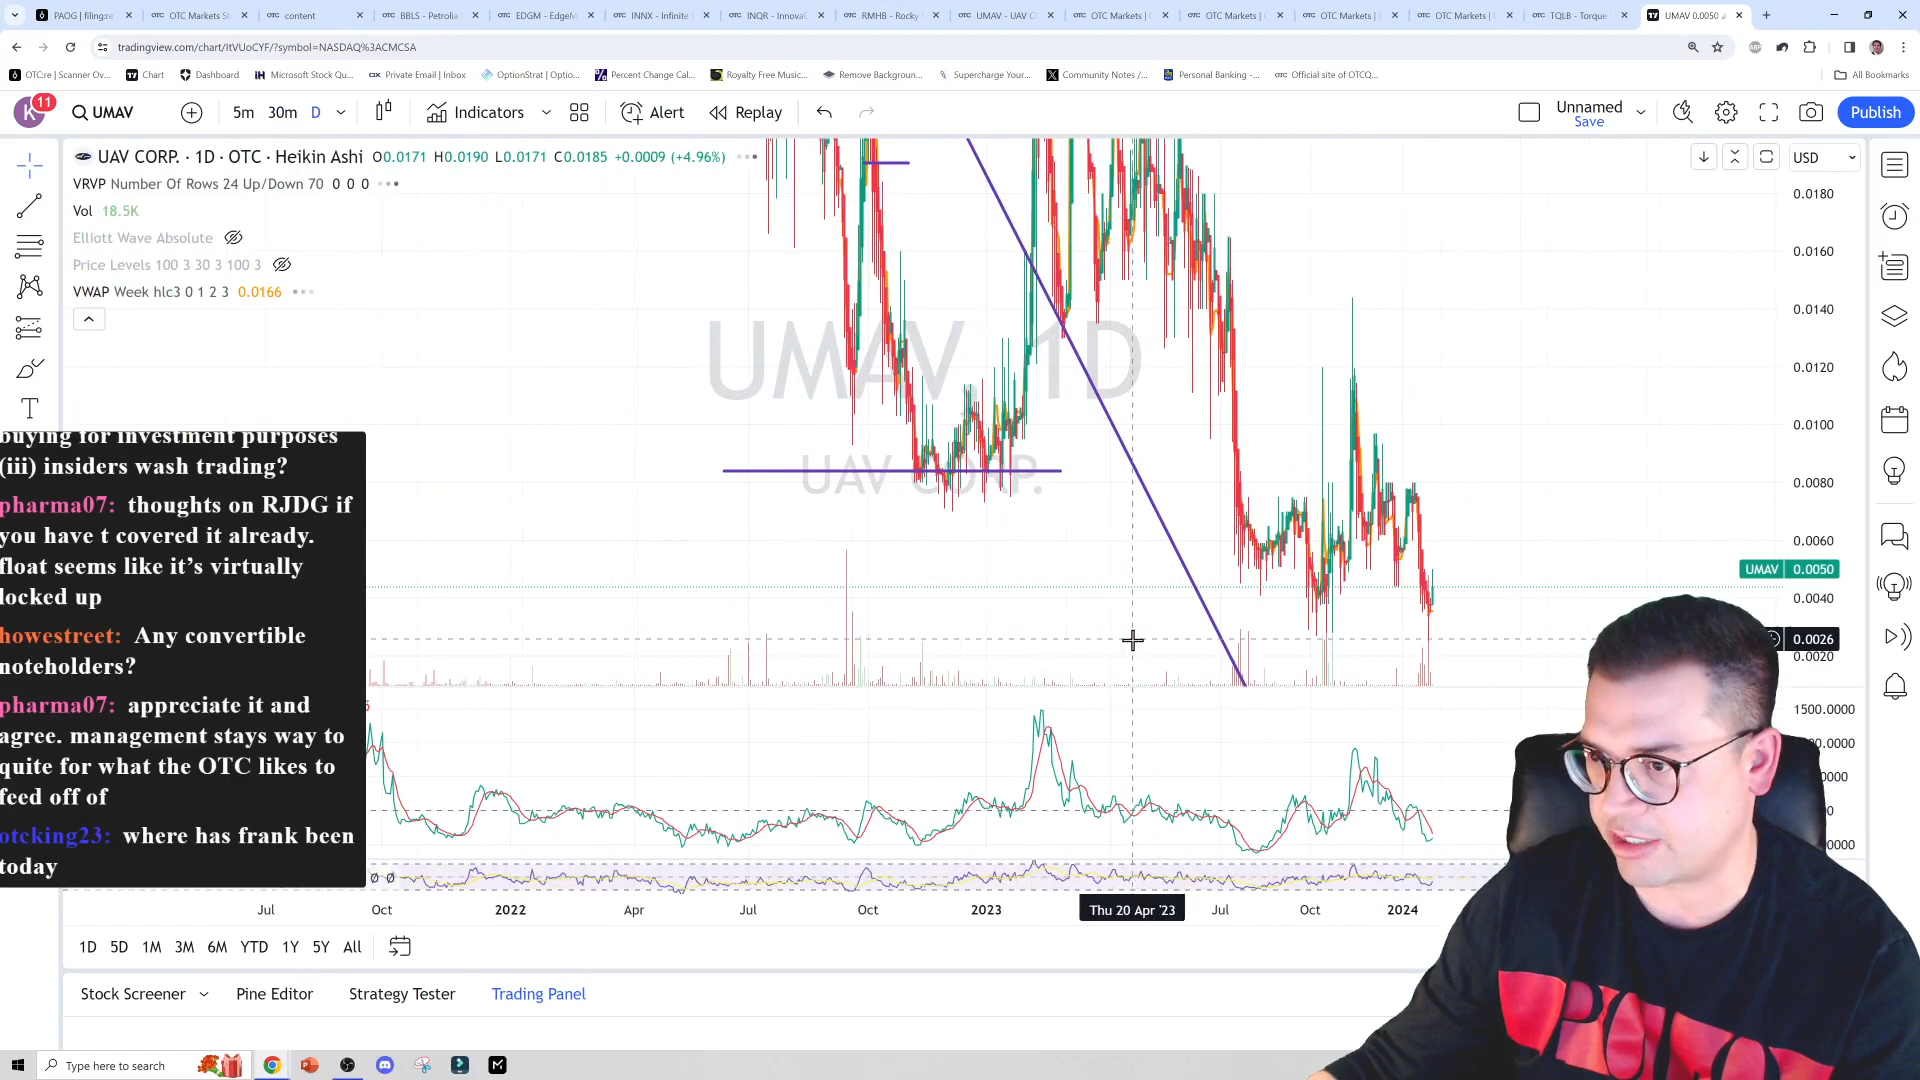 PAOG | filing:re
OTC Markets St
content
BBLS - Petrolia
EDGM - EdgeM
INNX - Infinite
INQR - Innova
RMHB - Rocky
UMAV - UAV C
OTC Markets |
OTC Markets |
OTC Markets |
OTC Markets |
TQLB - Torque
UMAV 0.0050
tradingview.com/chart/ItVUoCYF/?symbol=NASDAQ%3ACMCSA
OTC:re | Scanner Ov...
Chart
Dashboard
Microsoft Stock Qu...
Private Email | Inbox
OptionStrat | Optio...
Percent Change Cal...
Royalty Free Music...
Remove Backgroun...
Supercharge Your...
Community Notes /...
Personal Banking -...
Official site of OTCQ...
All Bookmarks
K 11
UMAV
5m 30m D
Indicators
Alert
Replay
Unnamed
Save
Publish
UAV CORP. · 1D · OTC · Heikin Ashi O0.0171 H0.0190 L0.0171 C0.0185 +0.0009 (+4.96%)
VRVP Number Of Rows 24 Up/Down 70 0 0 0
Vol 18.5K
Elliott Wave Absolute
Price Levels 100 3 30 3 100 3
VWAP Week hlc3 0 1 2 3 0.0166
USD
UMAV, 1D
UAV CORP.
0.0180
0.0160
0.0140
0.0120
0.0100
0.0080
0.0060
UMAV 0.0050
0.0040
0.0026
0.0020
1500.0000
buying for investment purposes
(iii) insiders wash trading?
pharma07: thoughts on RJDG if
you have t covered it already.
float seems like it's virtually
locked up
howestreet: Any convertible
noteholders?
pharma07: appreciate it and
agree. management stays way to
quite for what the OTC likes to
feed off of
otcking23: where has frank been
today
Jul Oct 2022 Apr Jul Oct 2023 Thu 20 Apr '23 Jul Oct 2024
1D 5D 1M 3M 6M YTD 1Y 5Y All
Stock Screener Pine Editor Strategy Tester Trading Panel
Type here to search